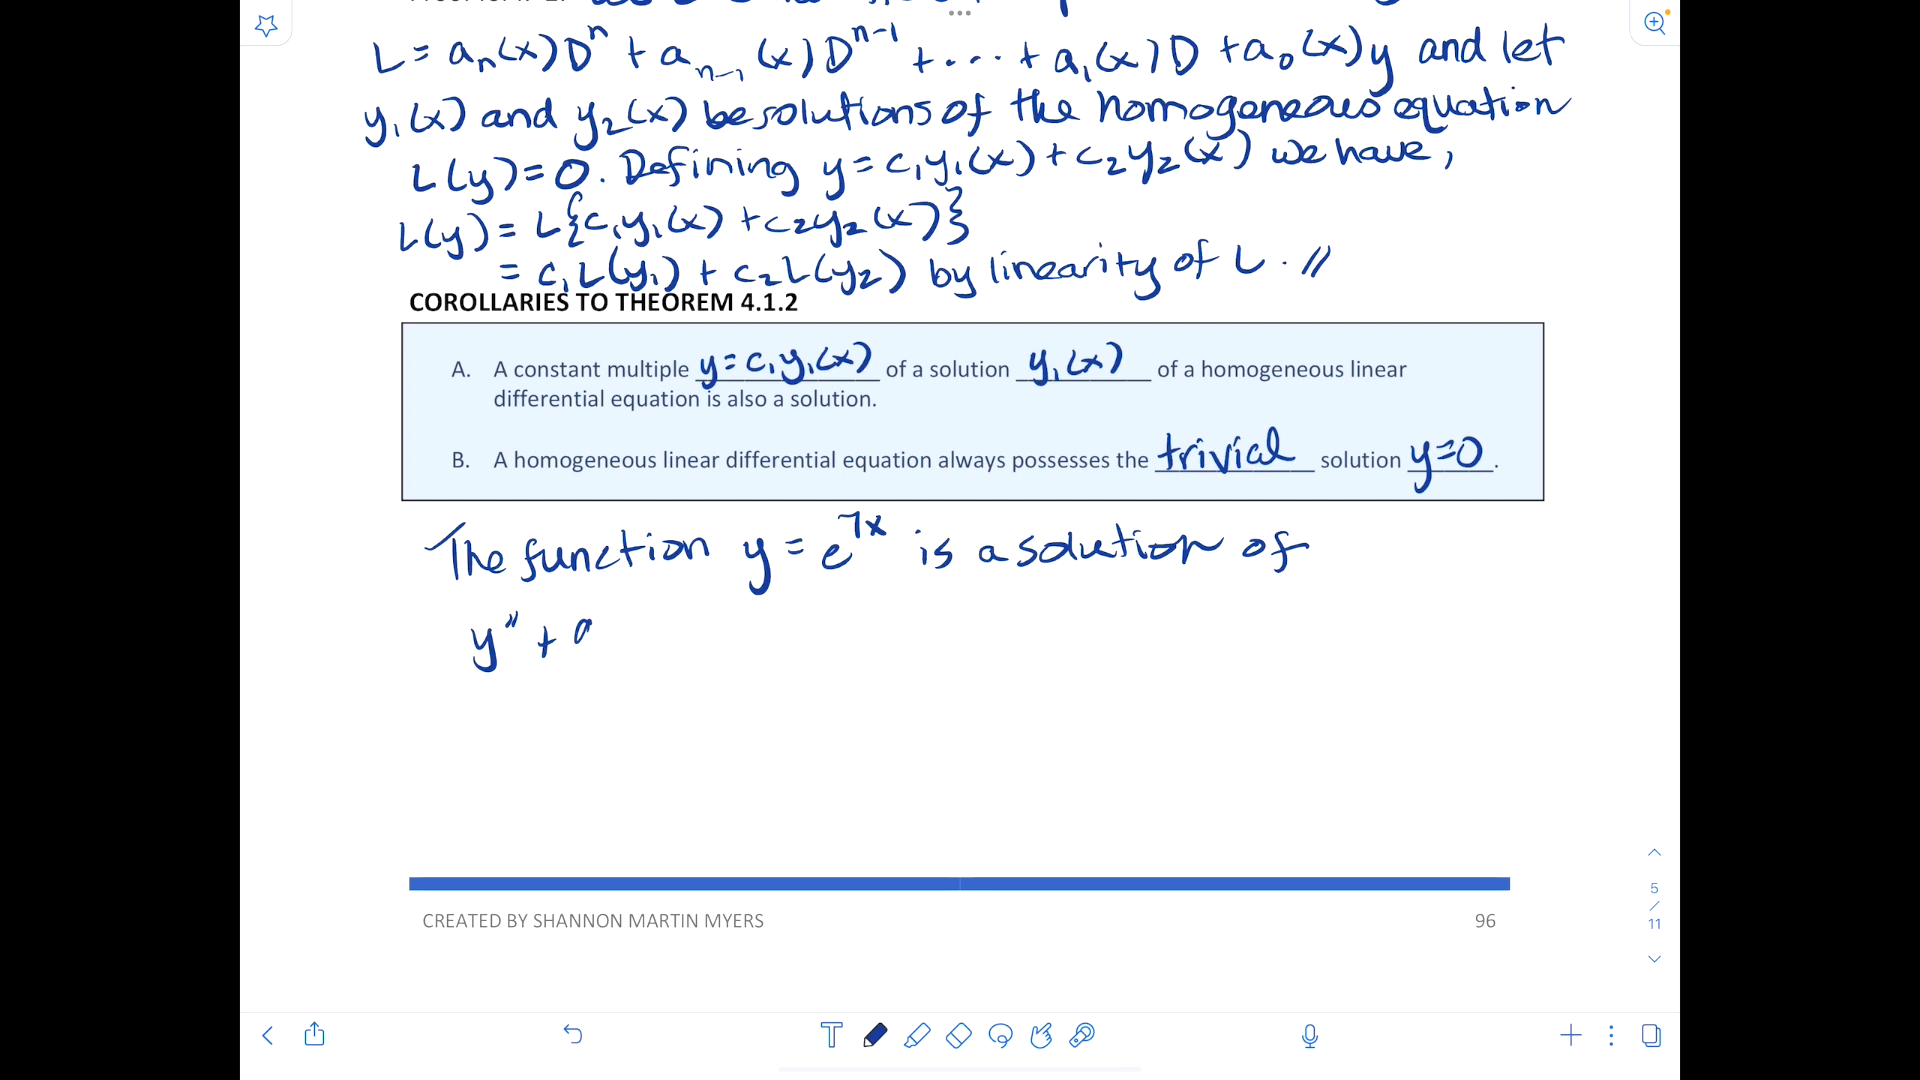 L = aₙ(x)Dⁿ + aₙ₋₁(x)Dⁿ⁻¹ + ... + a₁(x)D + a₀(x)y and let
y₁(x) and y₂(x) be solutions of the homogeneous equation
L(y)=0. Defining y = c₁y₁(x) + c₂y₂(x) we have,
L(y) = L{c₁y₁(x) + c₂y₂(x)}
= c₁L(y₁) + c₂L(y₂) by linearity of L. //
COROLLARIES TO THEOREM 4.1.2
A. A constant multiple y = c₁y₁(x) of a solution y₁(x) of a homogeneous linear
differential equation is also a solution.
B. A homogeneous linear differential equation always possesses the trivial solution y=0.
The function y = e⁷ˣ is a solution of
y" +
CREATED BY SHANNON MARTIN MYERS 96
5
/
11
T